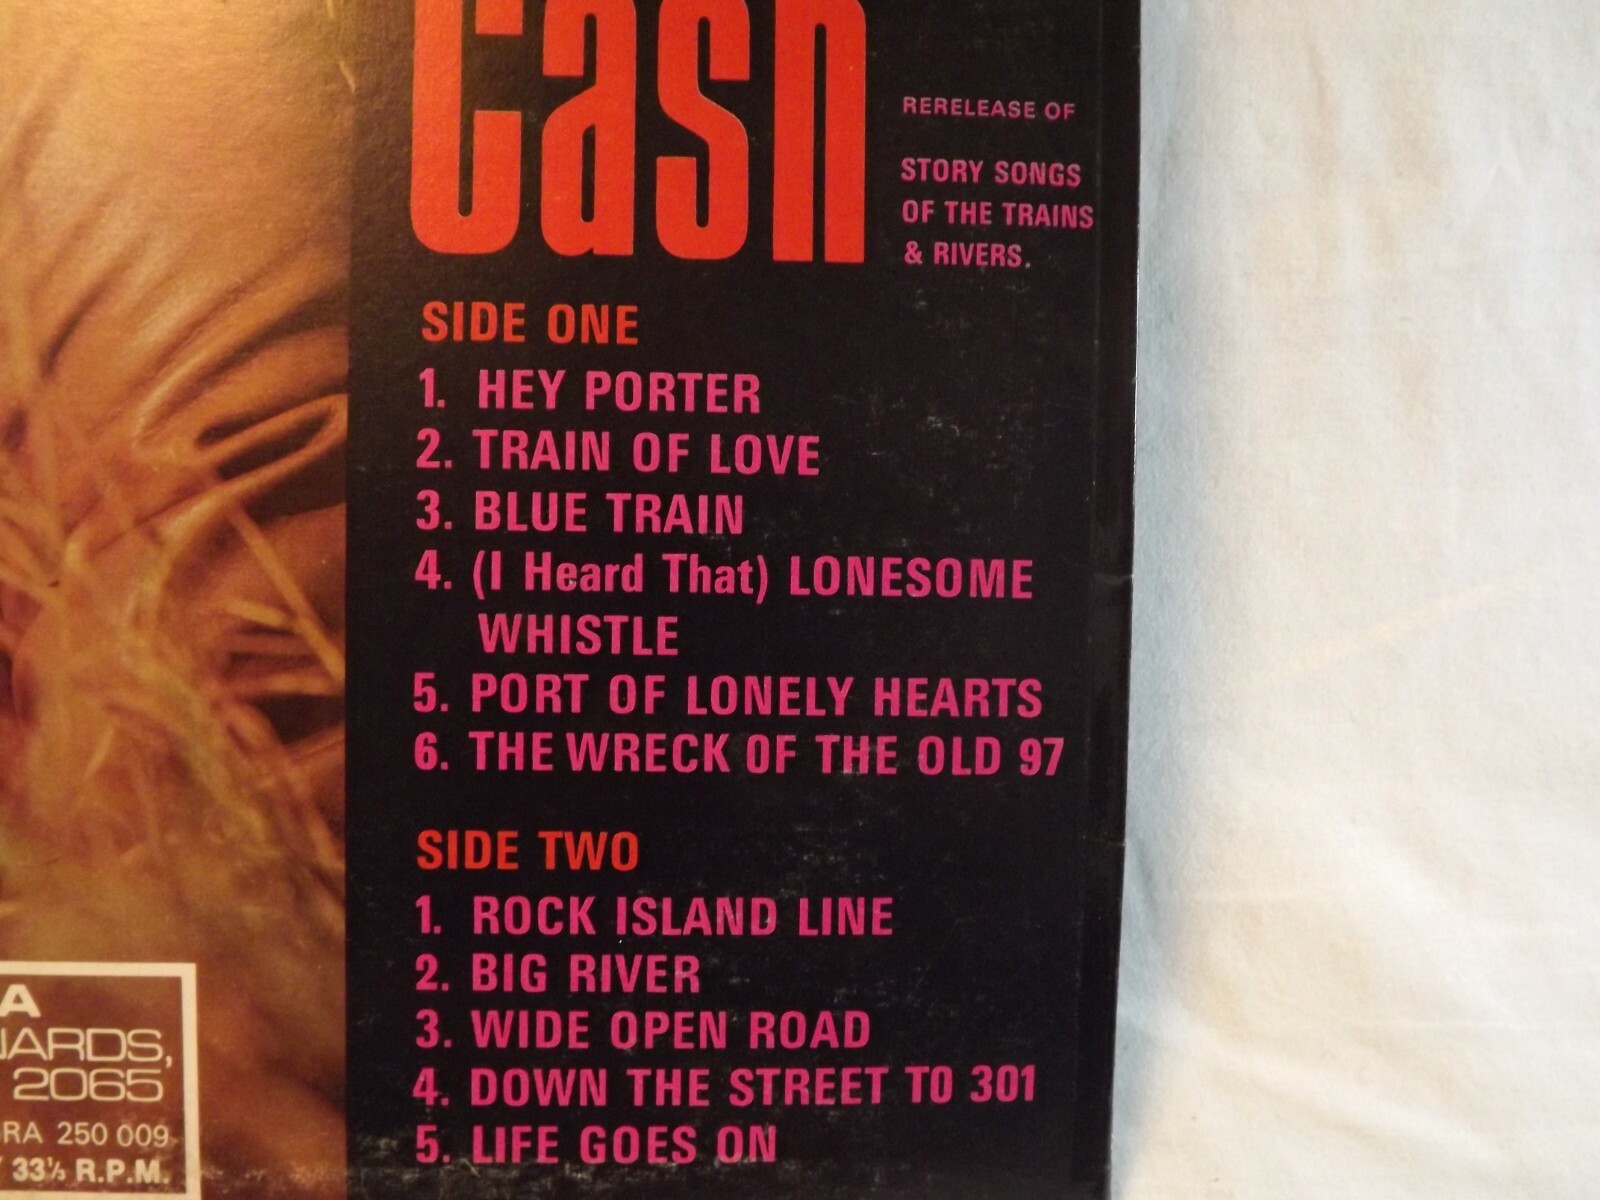 Cash
RERELEASE OF
STORY SONGS
OF THE TRAINS
& RIVERS.
SIDE ONE
1. HEY PORTER
2. TRAIN OF LOVE
3. BLUE TRAIN
4. (I Heard That) LONESOME
WHISTLE
5. PORT OF LONELY HEARTS
6. THE WRECK OF THE OLD 97
SIDE TWO
1. ROCK ISLAND LINE
2. BIG RIVER
3. WIDE OPEN ROAD
4. DOWN THE STREET TO 301
5. LIFE GOES ON
A
ARDS,
2065
RA 250 009
33⅓ R.P.M.